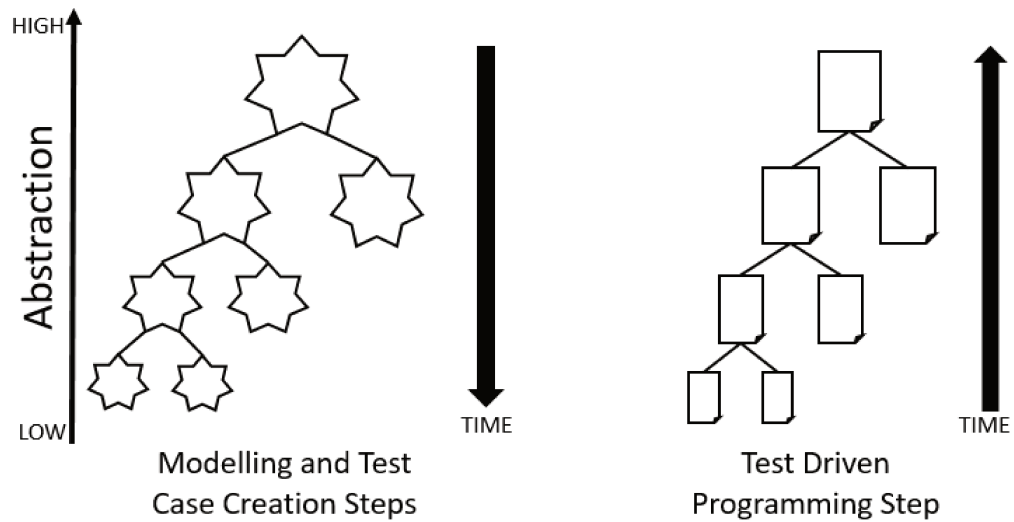 HIGH
Abstraction
LOW
TIME
TIME
Modelling and Test
Case Creation Steps
Test Driven
Programming Step